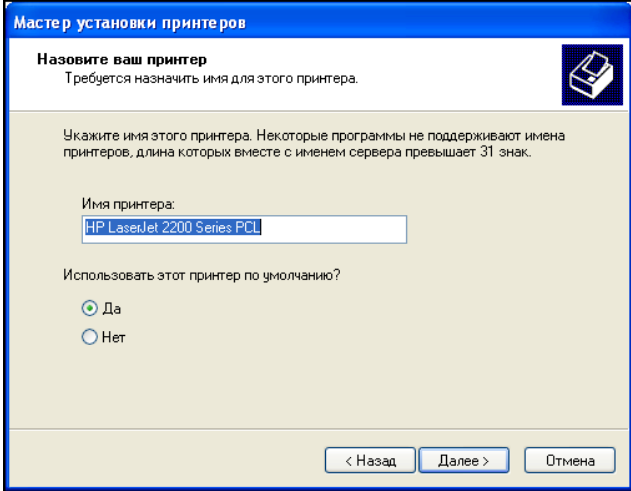 Мастер установки принтеров
Назовите ваш принтер
Требуется назначить имя для этого принтера.
Укажите имя этого принтера. Некоторые программы не поддерживают имена
принтеров, длина которых вместе с именем сервера превышает 31 знак.
Имя принтера:
HP LaserJet 2200 Series PCL
Использовать этот принтер по умолчанию?
Да
Нет
< Назад Далее > Отмена